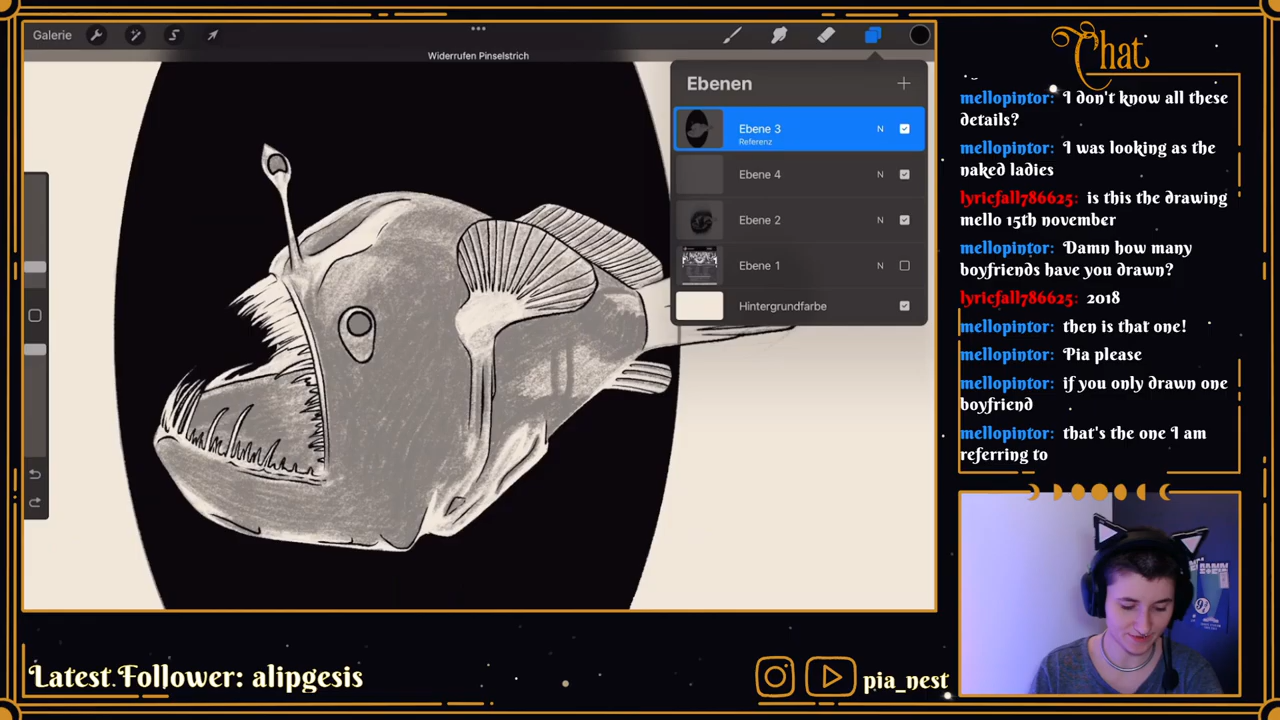 Galerie
Widerrufen Pinselstrich
Ebenen
Ebene 3
N
Referenz
Ebene 4
N
Ebene 2
N
Ebene 1
N
Hintergrundfarbe
Chat
mellopintor: I don't know all these
details?
mellopintor: I was looking as the
naked ladies
lyricfall786625: is this the drawing
mello 15th november
mellopintor: Damn how many
boyfriends have you drawn?
lyricfall786625: 2018
mellopintor: then is that one!
mellopintor: Pia please
mellopintor: if you only drawn one
boyfriend
mellopintor: that's the one I am
referring to
Latest Follower: alipgesis
pia_nest